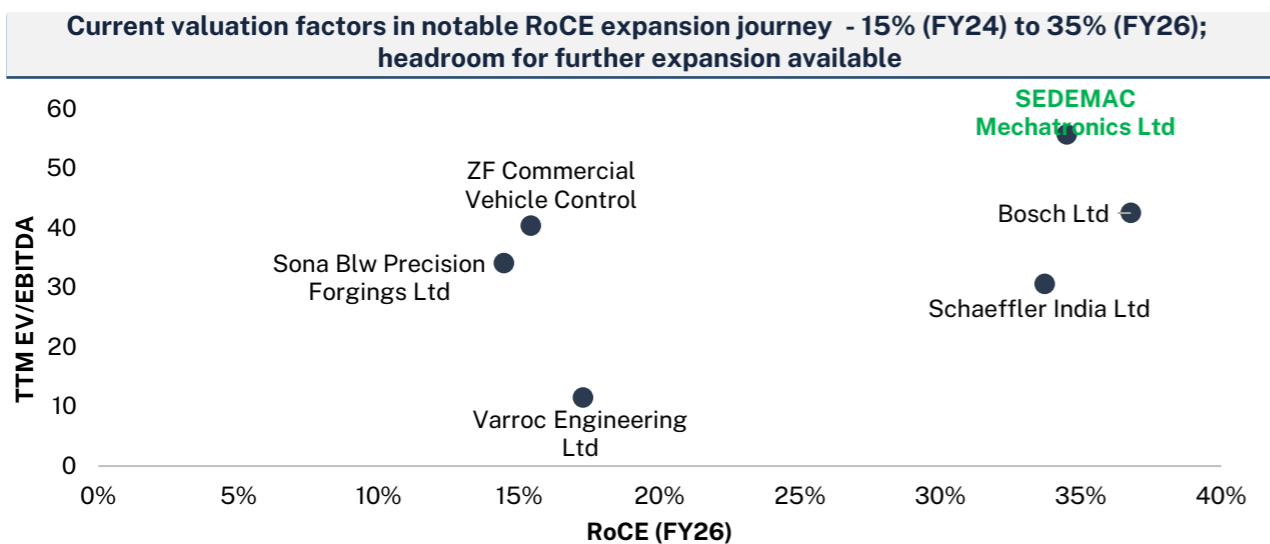 Current valuation factors in notable RoCE expansion journey - 15% (FY24) to 35% (FY26);
headroom for further expansion available
60
50
40
30
20
10
0
TTM EV/EBITDA
SEDEMAC
Mechatronics Ltd
ZF Commercial
Vehicle Control
Bosch Ltd
Sona Blw Precision
Forgings Ltd
Schaeffler India Ltd
Varroc Engineering
Ltd
0%
5%
10%
15%
20%
25%
30%
35%
40%
RoCE (FY26)